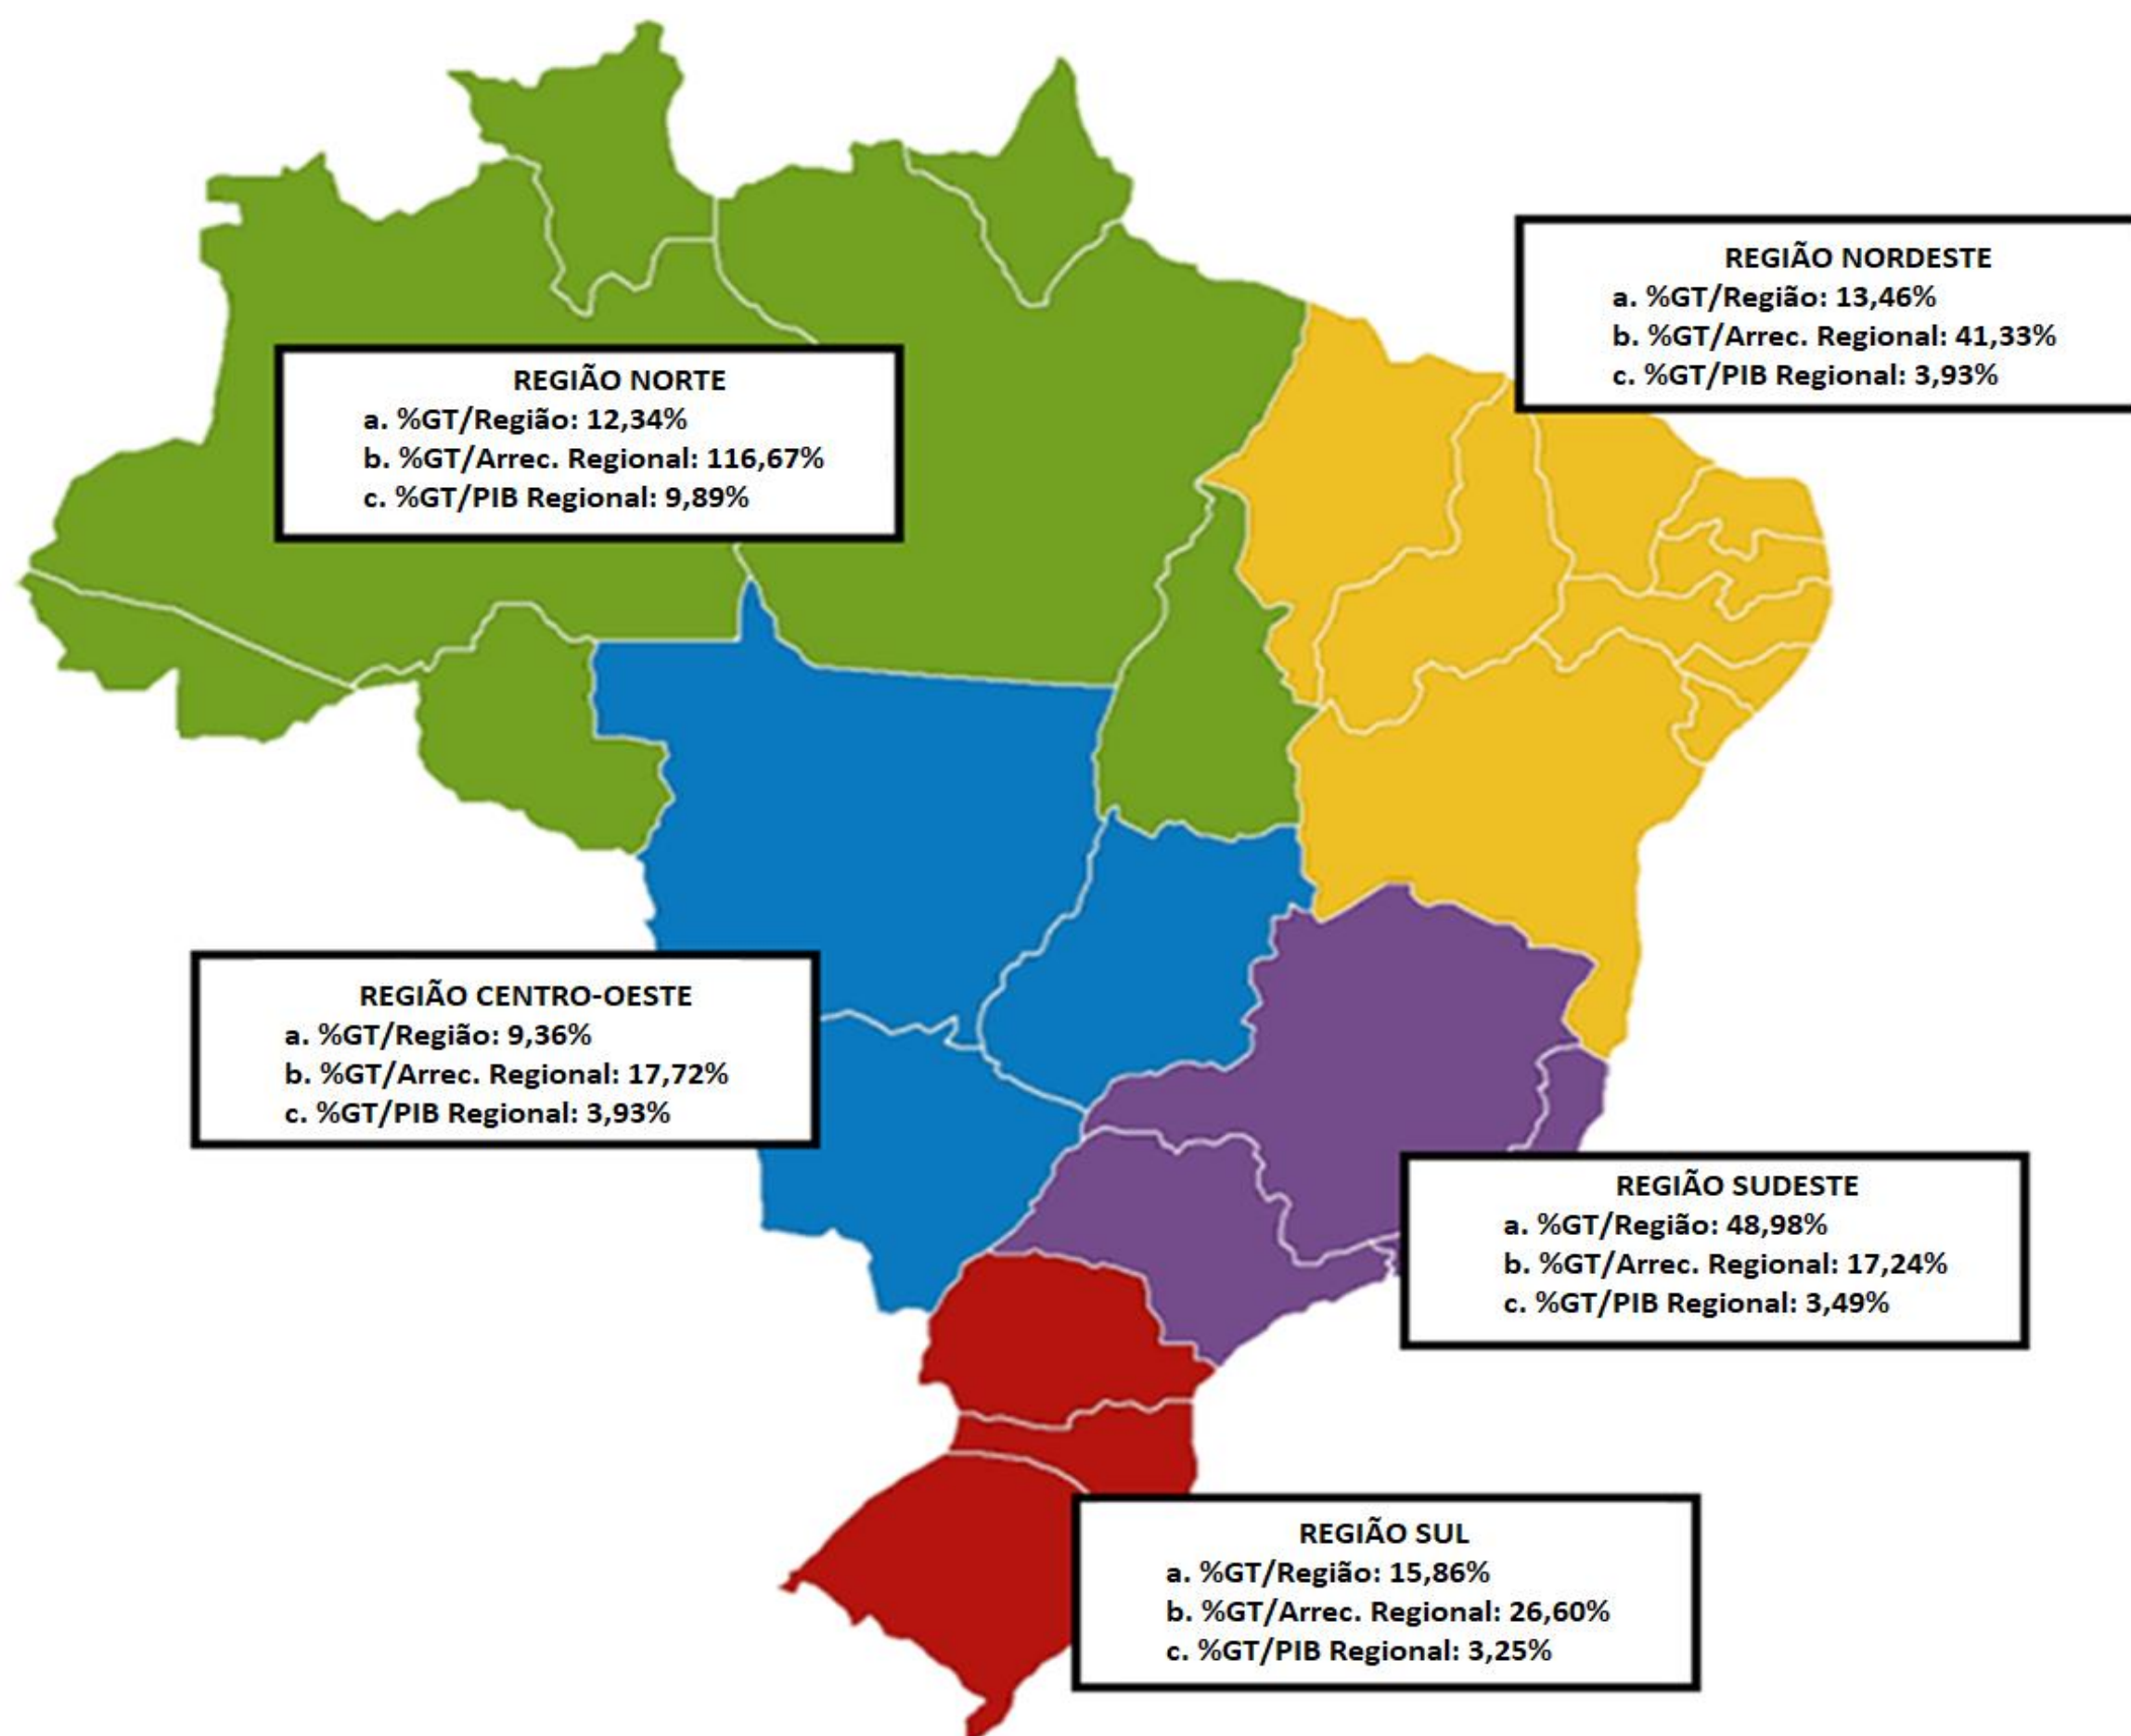 REGIÃO NORDESTE
a. %GT/Região: 13,46%
b. %GT/Arrec. Regional: 41,33%
c. %GT/PIB Regional: 3,93%
REGIÃO NORTE
a. %GT/Região: 12,34%
b. %GT/Arrec. Regional: 116,67%
c. %GT/PIB Regional: 9,89%
REGIÃO CENTRO-OESTE
a. %GT/Região: 9,36%
b. %GT/Arrec. Regional: 17,72%
c. %GT/PIB Regional: 3,93%
REGIÃO SUDESTE
a. %GT/Região: 48,98%
b. %GT/Arrec. Regional: 17,24%
c. %GT/PIB Regional: 3,49%
REGIÃO SUL
a. %GT/Região: 15,86%
b. %GT/Arrec. Regional: 26,60%
c. %GT/PIB Regional: 3,25%